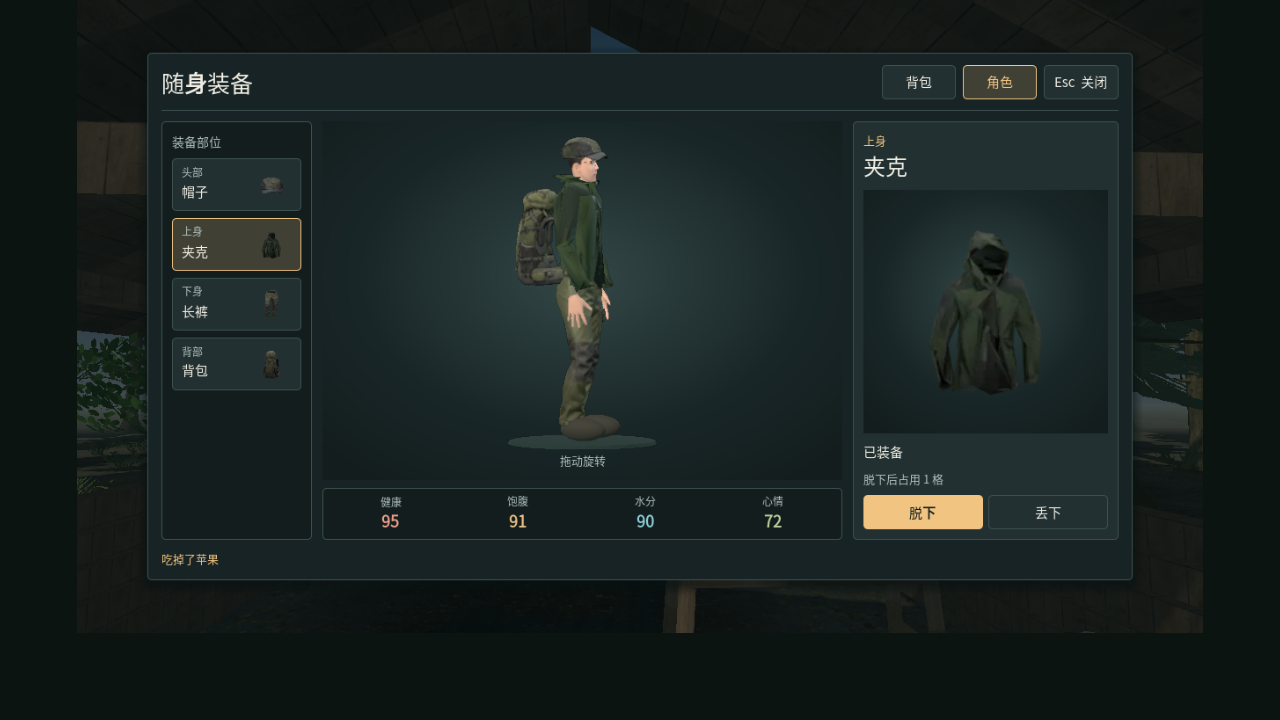 随身装备
背包
角色
Esc 关闭
装备部位
头部
帽子
上身
夹克
下身
长裤
背部
背包
拖动旋转
健康
95
饱腹
91
水分
90
心情
72
上身
夹克
已装备
脱下后占用 1 格
脱下
丢下
吃掉了苹果